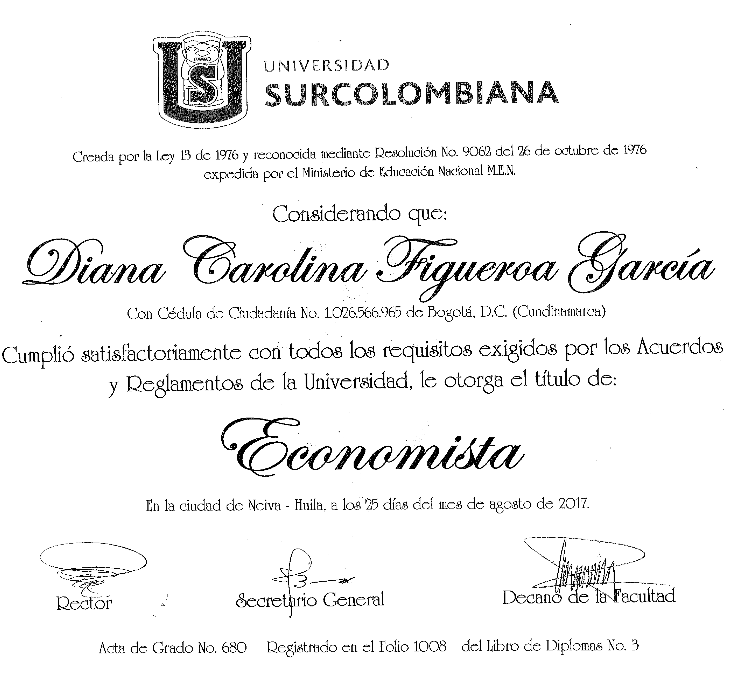 UNIVERSIDAD
SURCOLOMBIANA
Creada por la Ley 13 de 1976 y reconocida mediante Resolución No. 9062 del 26 de octubre de 1976
expedida por el Ministerio de Educación Nacional M.E.N.
Considerando que:
Diana Carolina Figueroa García
Con Cédula de Ciudadanía No. 1.026.566.965 de Bogotá, D.C. (Cundinamarca)
Cumplió satisfactoriamente con todos los requisitos exigidos por los Acuerdos
y Reglamentos de la Universidad, le otorga el título de:
Economista
En la ciudad de Neiva - Huila, a los 25 días del mes de agosto de 2017.
Rector Secretario General Decano de la Facultad
Acta de Grado No. 680 Registrado en el Folio 1008 del Libro de Diplomas No. 3